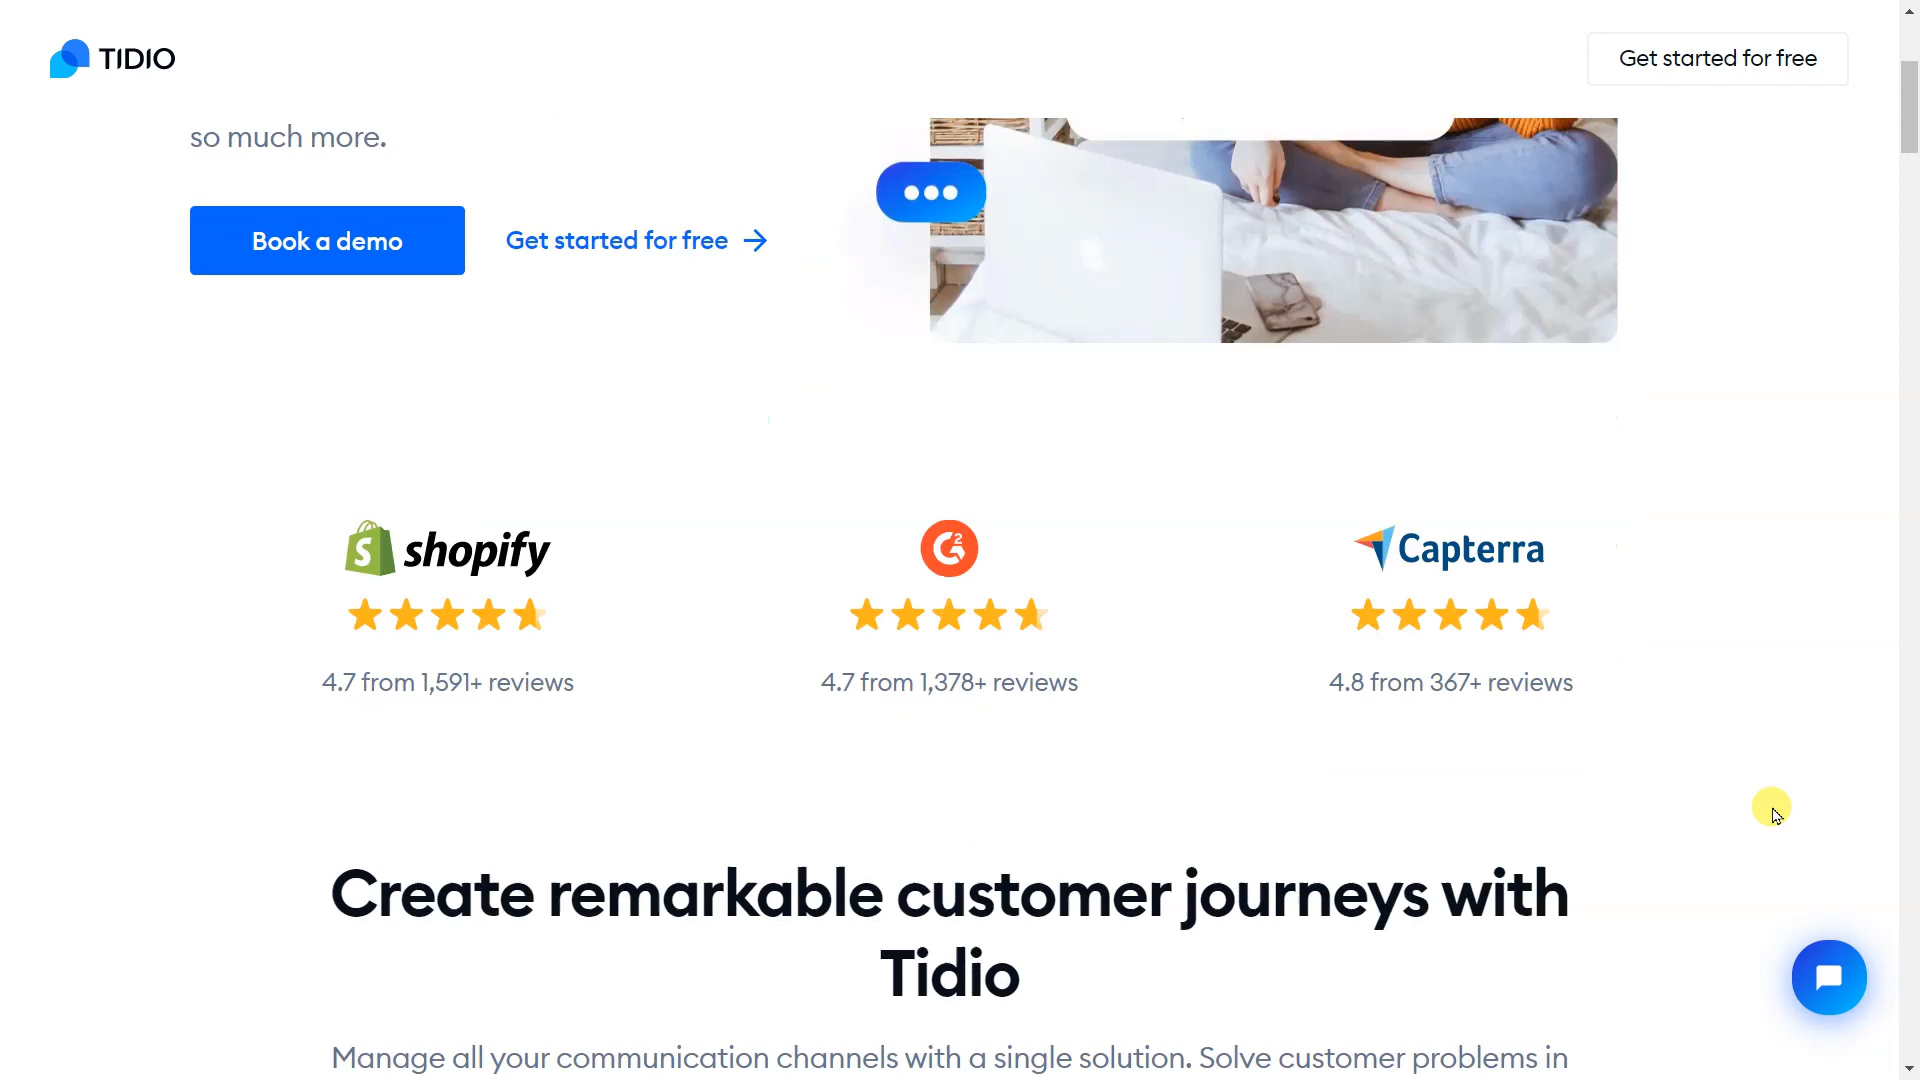 TIDIO
Get started for free
so much more.
Book a demo
Get started for free
shopify
G2
Capterra
4.7 from 1,591+ reviews
4.7 from 1,378+ reviews
4.8 from 367+ reviews
Create remarkable customer journeys with
Tidio
Manage all your communication channels with a single solution. Solve customer problems in